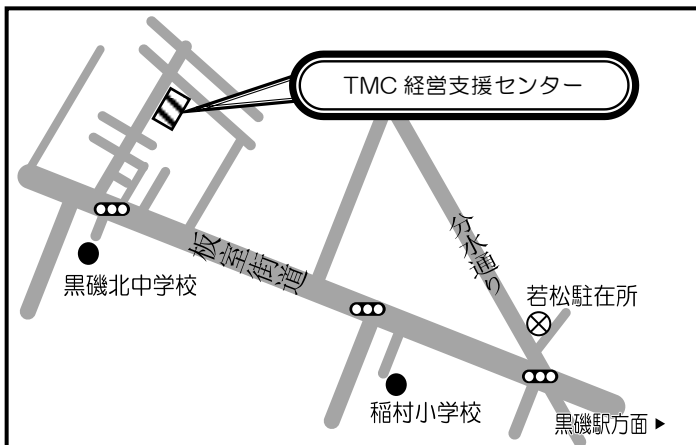 TMC 経営支援センター
分水通り
板室街道
若松駐在所
黒磯北中学校
稲村小学校
黒磯駅方面 ▶